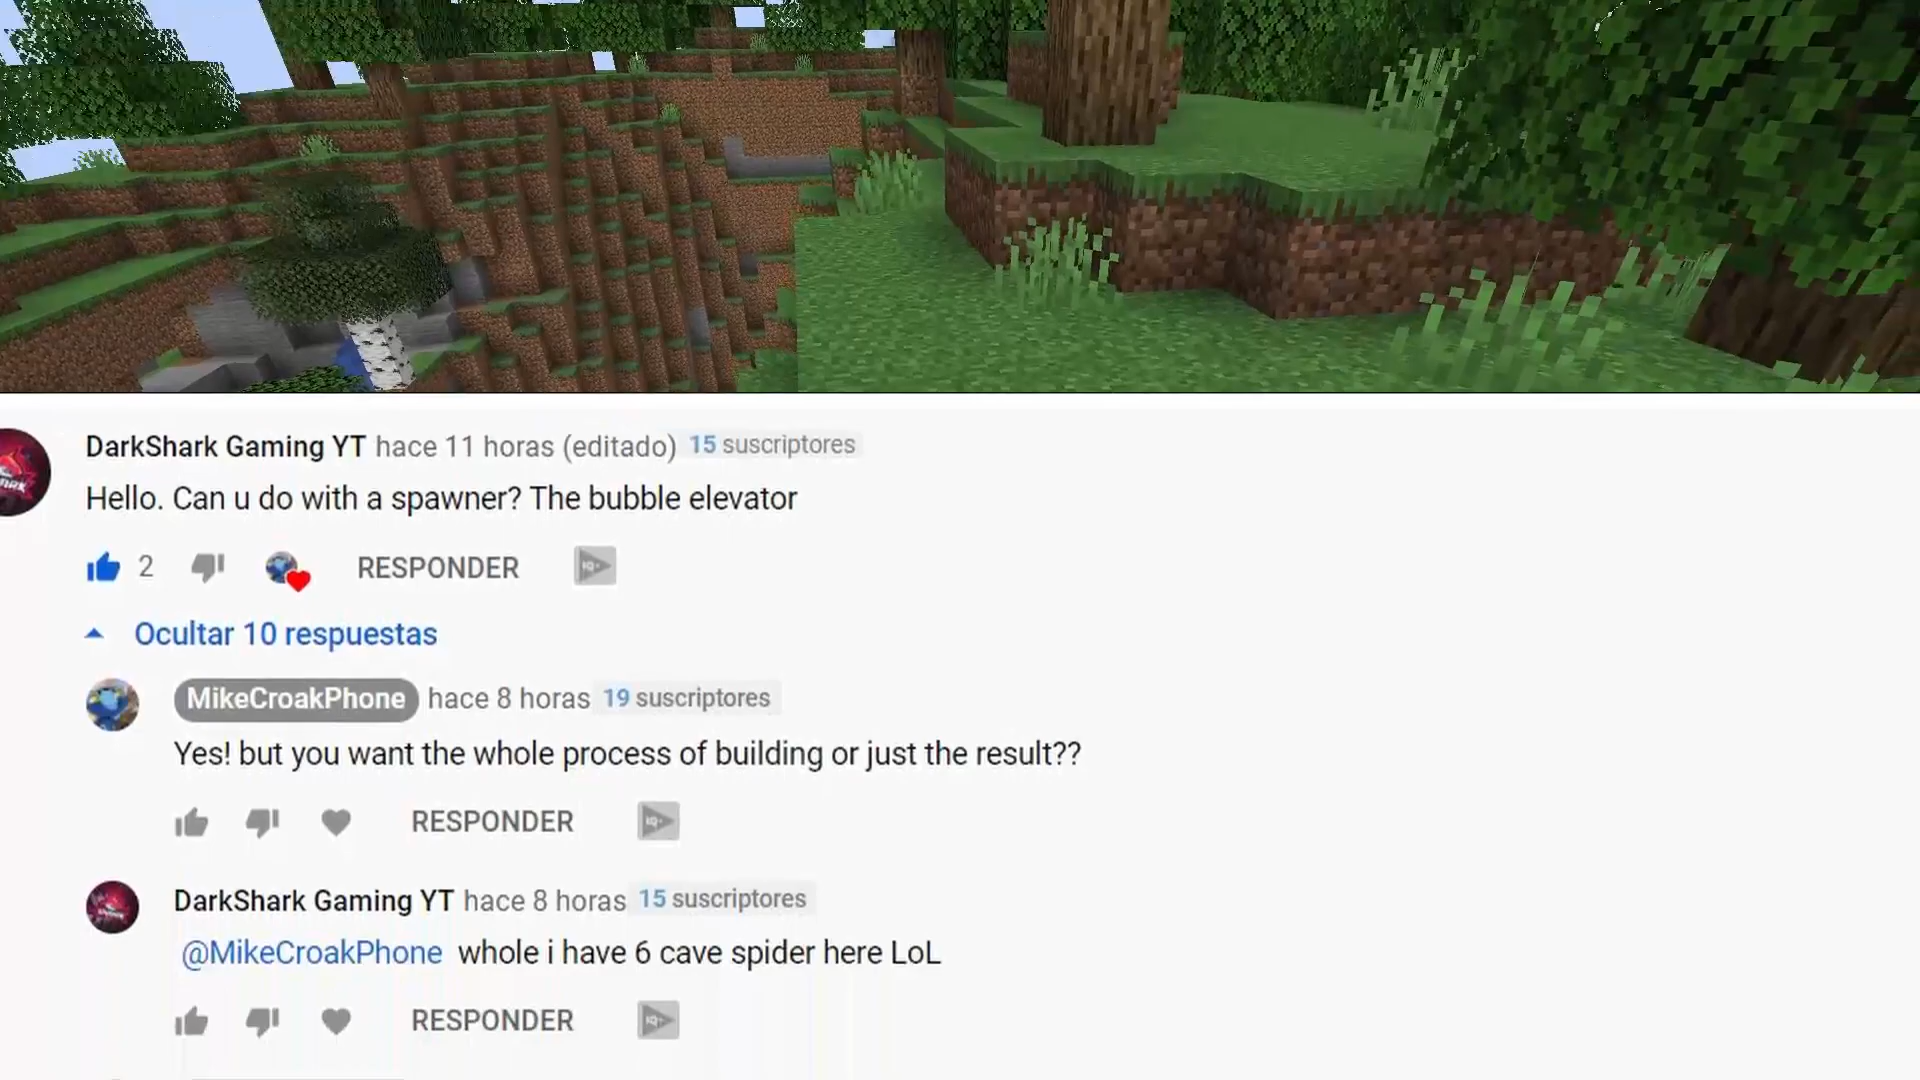 DarkShark Gaming YT hace 11 horas (editado) 15 suscriptores
Hello. Can u do with a spawner? The bubble elevator
2 RESPONDER
Ocultar 10 respuestas
MikeCroakPhone hace 8 horas 19 suscriptores
Yes! but you want the whole process of building or just the result??
RESPONDER
DarkShark Gaming YT hace 8 horas 15 suscriptores
@MikeCroakPhone whole i have 6 cave spider here LoL
RESPONDER